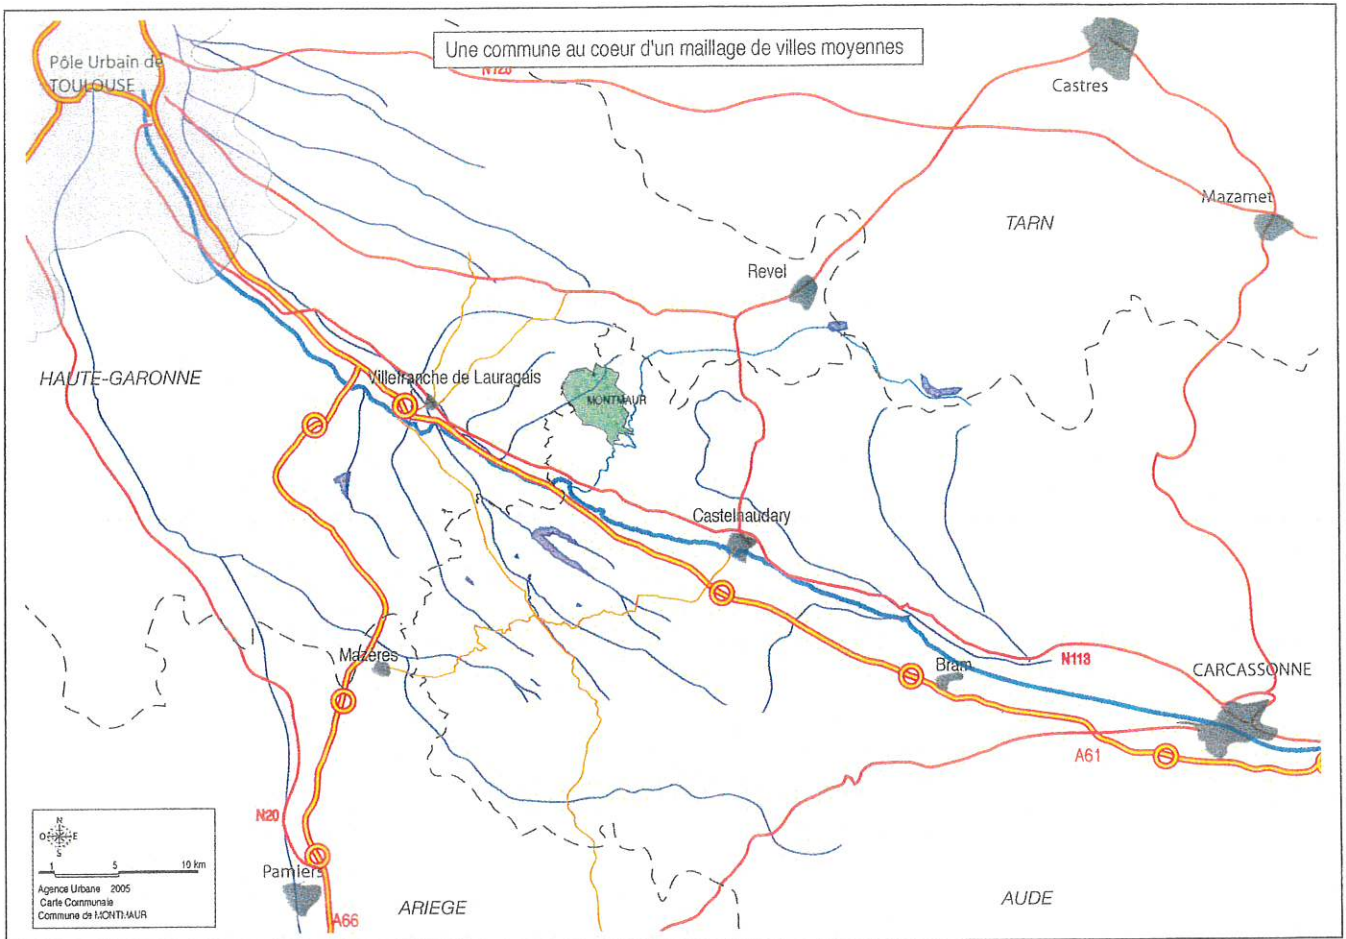 Une commune au coeur d'un maillage de villes moyennes
Pôle Urbain de
TOULOUSE
Castres
Mazamet
TARN
Revel
HAUTE-GARONNE
Villefranche de Lauragais
MONTMAUR
Castelnaudary
Mazères
N113
Bram
CARCASSONNE
A61
N20
Pamiers
A66
ARIEGE
AUDE
N
O E
S
1 5 10 km
Agence Urbane 2005
Carte Communale
Commune de MONTMAUR